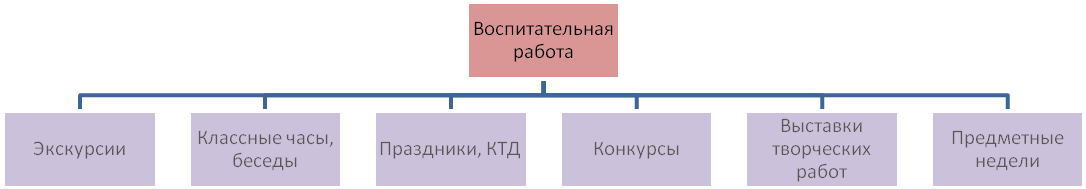 Воспитательная
работа
Экскурсии
Классные часы,
беседы
Праздники, КТД
Конкурсы
Выставки
творческих
работ
Предметные
недели